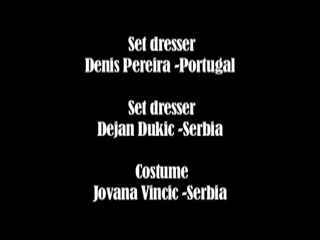 Set dresser
Denis Pereira -Portugal
Set dresser
Dejan Dukic -Serbia
Costume
Jovana Vincic -Serbia